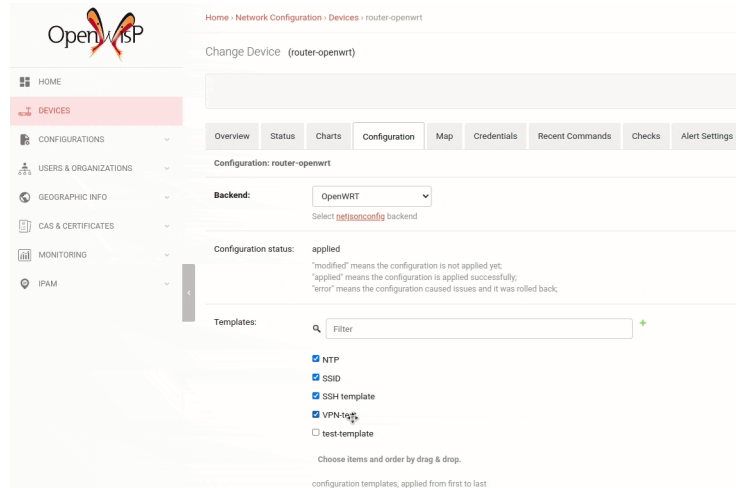 OpenWiSP
Home › Network Configuration › Devices › router-openwrt
Change Device (router-openwrt)
HOME
DEVICES
CONFIGURATIONS
USERS & ORGANIZATIONS
GEOGRAPHIC INFO
CAS & CERTIFICATES
MONITORING
IPAM
Overview Status Charts Configuration Map Credentials Recent Commands Checks Alert Settings
Configuration: router-openwrt
Backend: OpenWRT
Select netjsonconfig backend
Configuration status: applied
"modified" means the configuration is not applied yet;
"applied" means the configuration is applied successfully;
"error" means the configuration caused issues and it was rolled back;
Templates: Filter
NTP
SSID
SSH template
VPN-test
test-template
Choose items and order by drag & drop.
configuration templates, applied from first to last